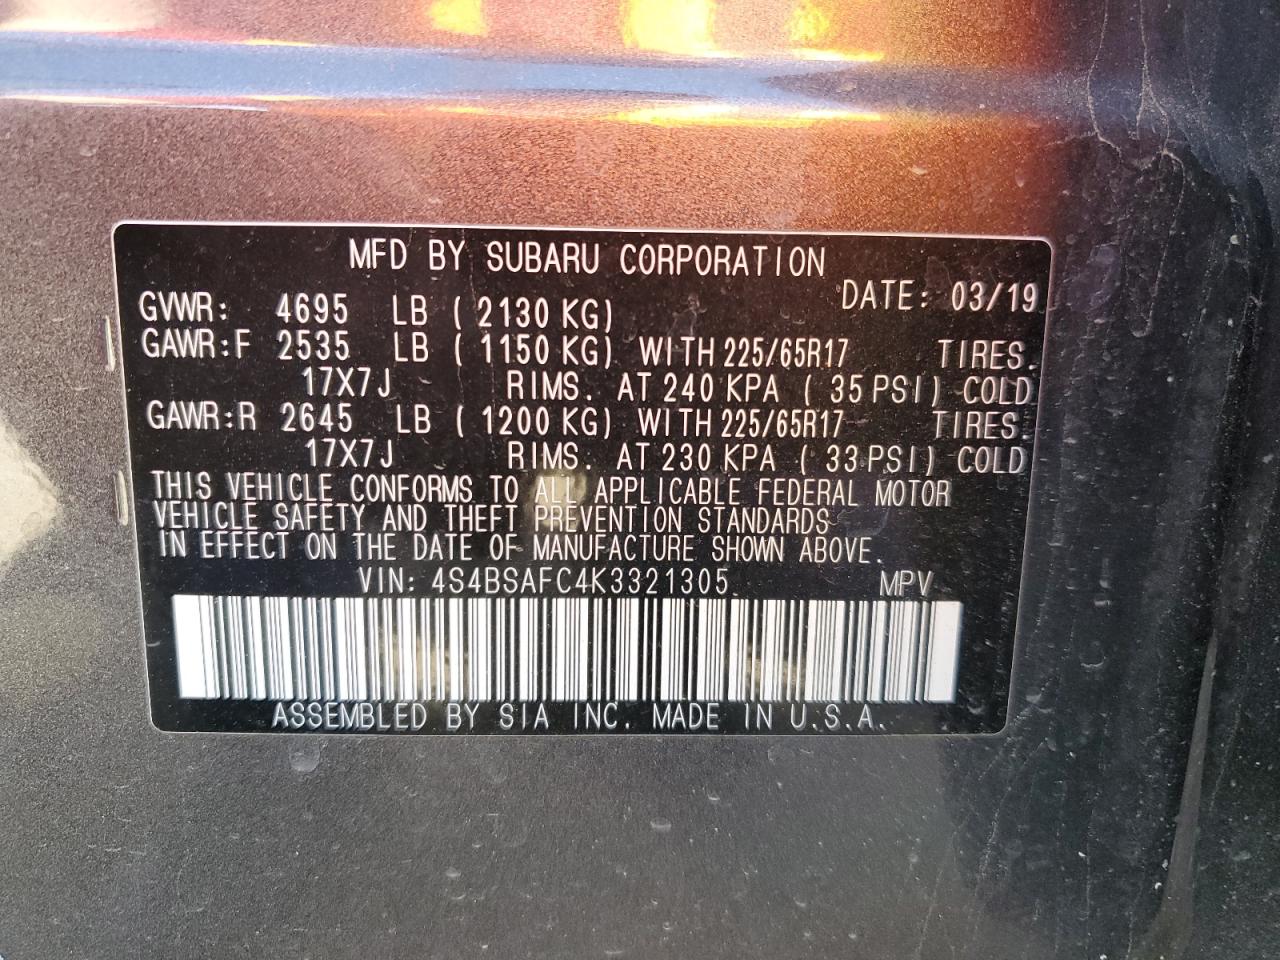 MFD BY SUBARU CORPORATION
DATE: 03/19
GVWR: 4695 LB ( 2130 KG)
GAWR:F 2535 LB ( 1150 KG) WITH 225/65R17 TIRES.
17X7J RIMS. AT 240 KPA ( 35 PSI) COLD
GAWR:R 2645 LB ( 1200 KG) WITH 225/65R17 TIRES.
17X7J RIMS. AT 230 KPA ( 33 PSI) COLD
THIS VEHICLE CONFORMS TO ALL APPLICABLE FEDERAL MOTOR
VEHICLE SAFETY AND THEFT PREVENTION STANDARDS
IN EFFECT ON THE DATE OF MANUFACTURE SHOWN ABOVE.
VIN: 4S4BSAFC4K3321305 MPV
ASSEMBLED BY SIA INC. MADE IN U.S.A.